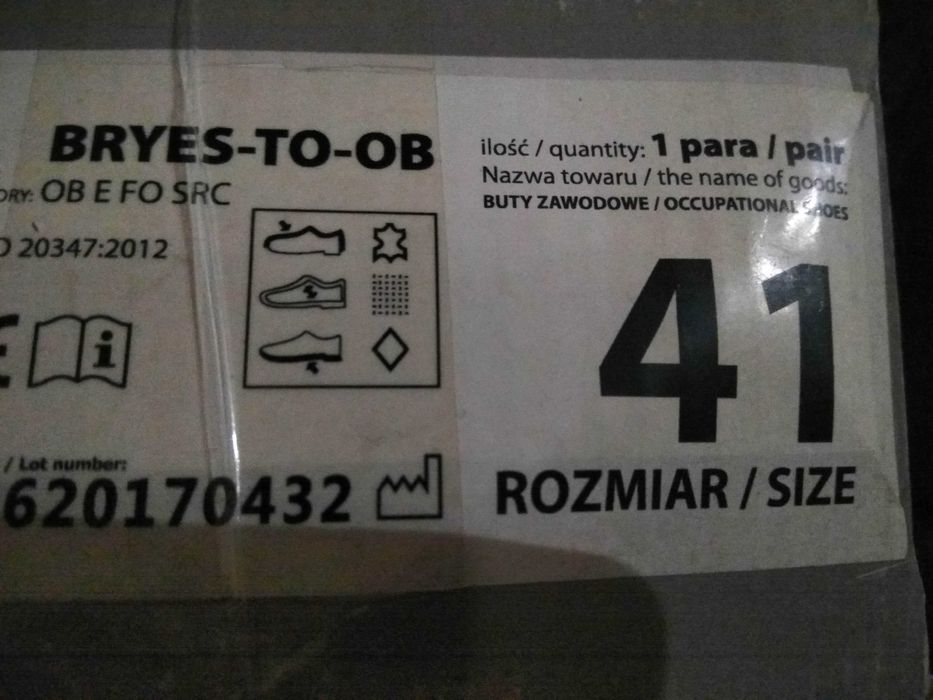 BRYES-TO-OB
OB E FO SRC
20347:2012
i
/ Lot number:
620170432
ilość / quantity: 1 para / pair
Nazwa towaru / the name of goods:
BUTY ZAWODOWE / OCCUPATIONAL SHOES
41
ROZMIAR / SIZE